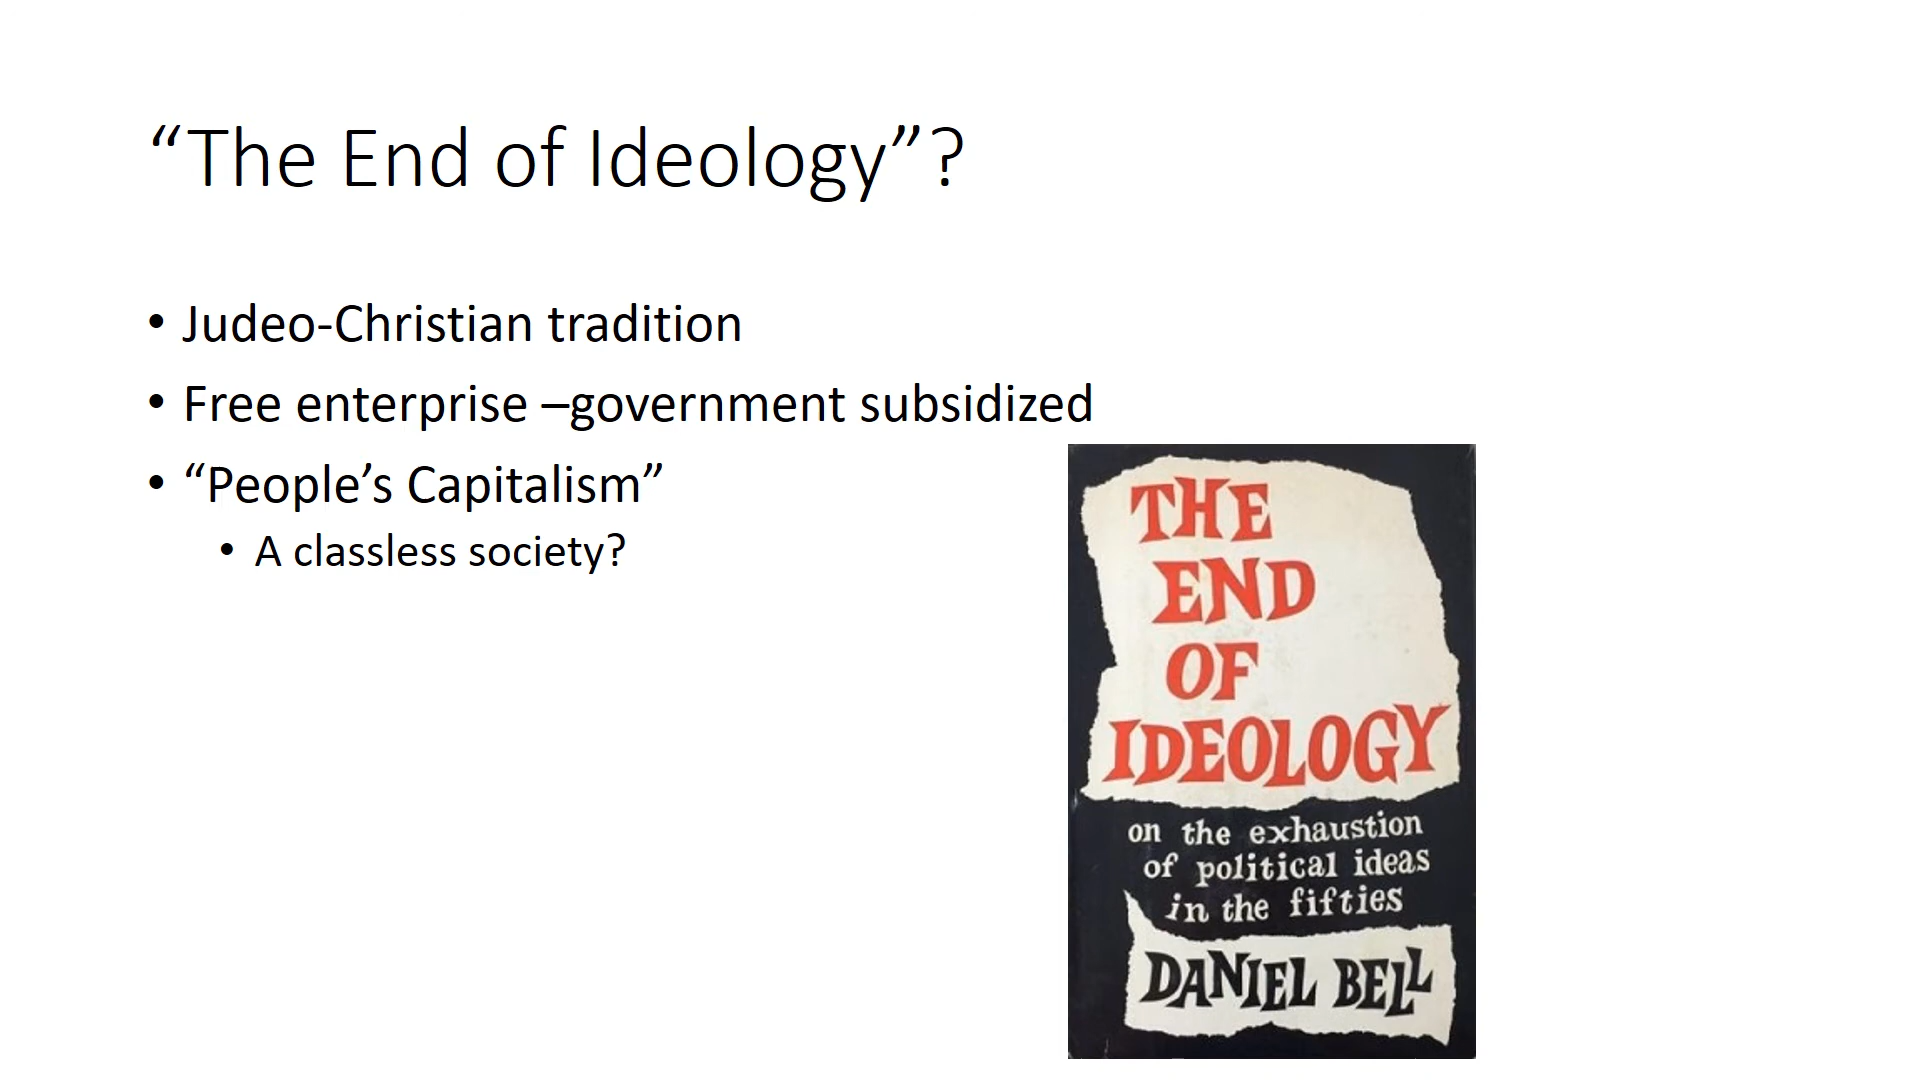 “The End of Ideology”?
• Judeo-Christian tradition
• Free enterprise –government subsidized
• “People’s Capitalism”
• A classless society?
THE
END
OF
IDEOLOGY
on the exhaustion
of political ideas
in the fifties
DANIEL BELL